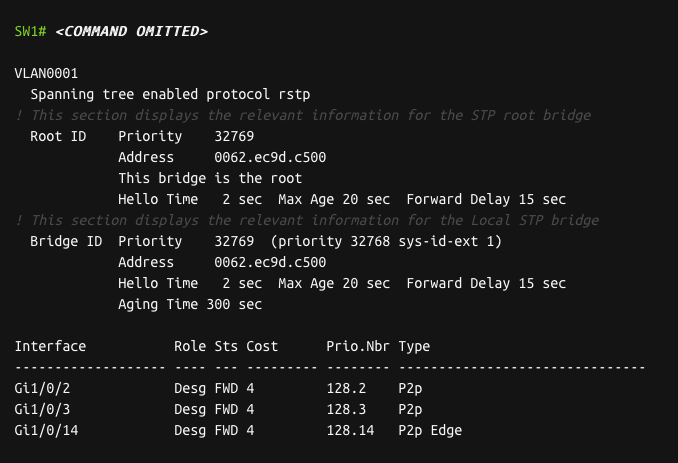 SW1# <COMMAND OMITTED>
VLAN0001
Spanning tree enabled protocol rstp
! This section displays the relevant information for the STP root bridge
Root ID    Priority    32769
Address     0062.ec9d.c500
This bridge is the root
Hello Time   2 sec  Max Age 20 sec  Forward Delay 15 sec
! This section displays the relevant information for the Local STP bridge
Bridge ID  Priority    32769  (priority 32768 sys-id-ext 1)
Address     0062.ec9d.c500
Hello Time   2 sec  Max Age 20 sec  Forward Delay 15 sec
Aging Time 300 sec
Interface           Role Sts Cost      Prio.Nbr Type
------------------- ---- --- --------- -------- -------------------------------
Gi1/0/2             Desg FWD 4         128.2    P2p
Gi1/0/3             Desg FWD 4         128.3    P2p
Gi1/0/14            Desg FWD 4         128.14   P2p Edge